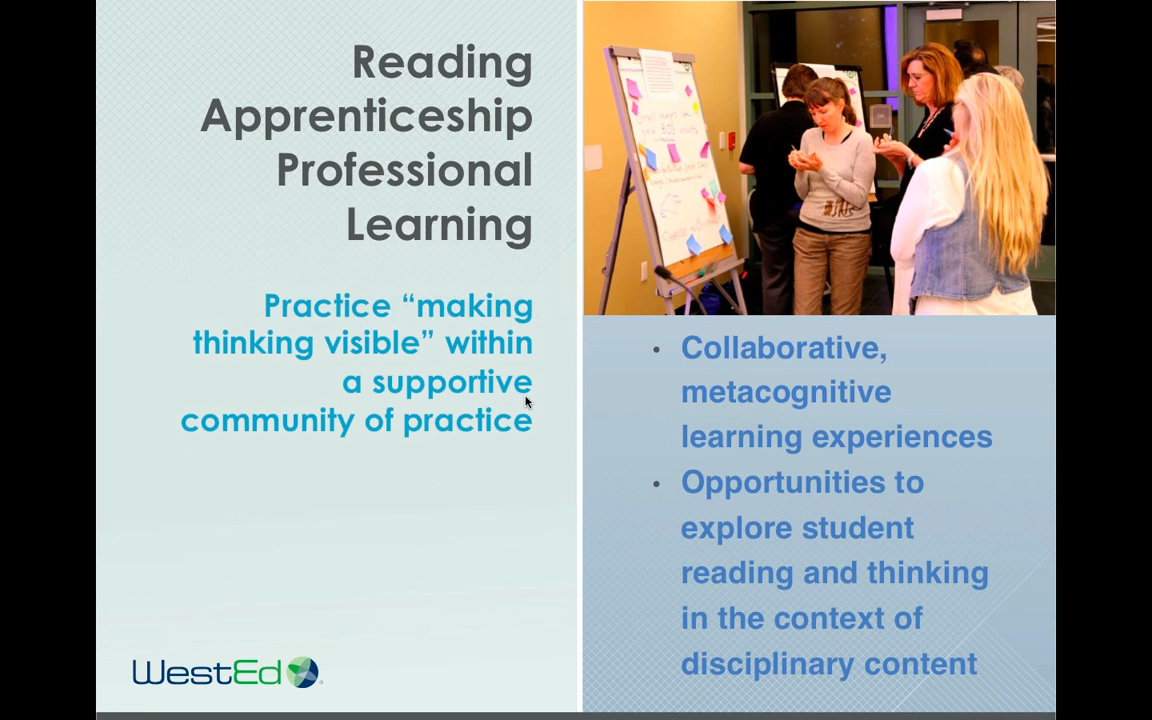 Reading
Apprenticeship
Professional
Learning
Practice “making
thinking visible” within
a supportive
community of practice
WestEd
• Collaborative,
metacognitive
learning experiences
• Opportunities to
explore student
reading and thinking
in the context of
disciplinary content